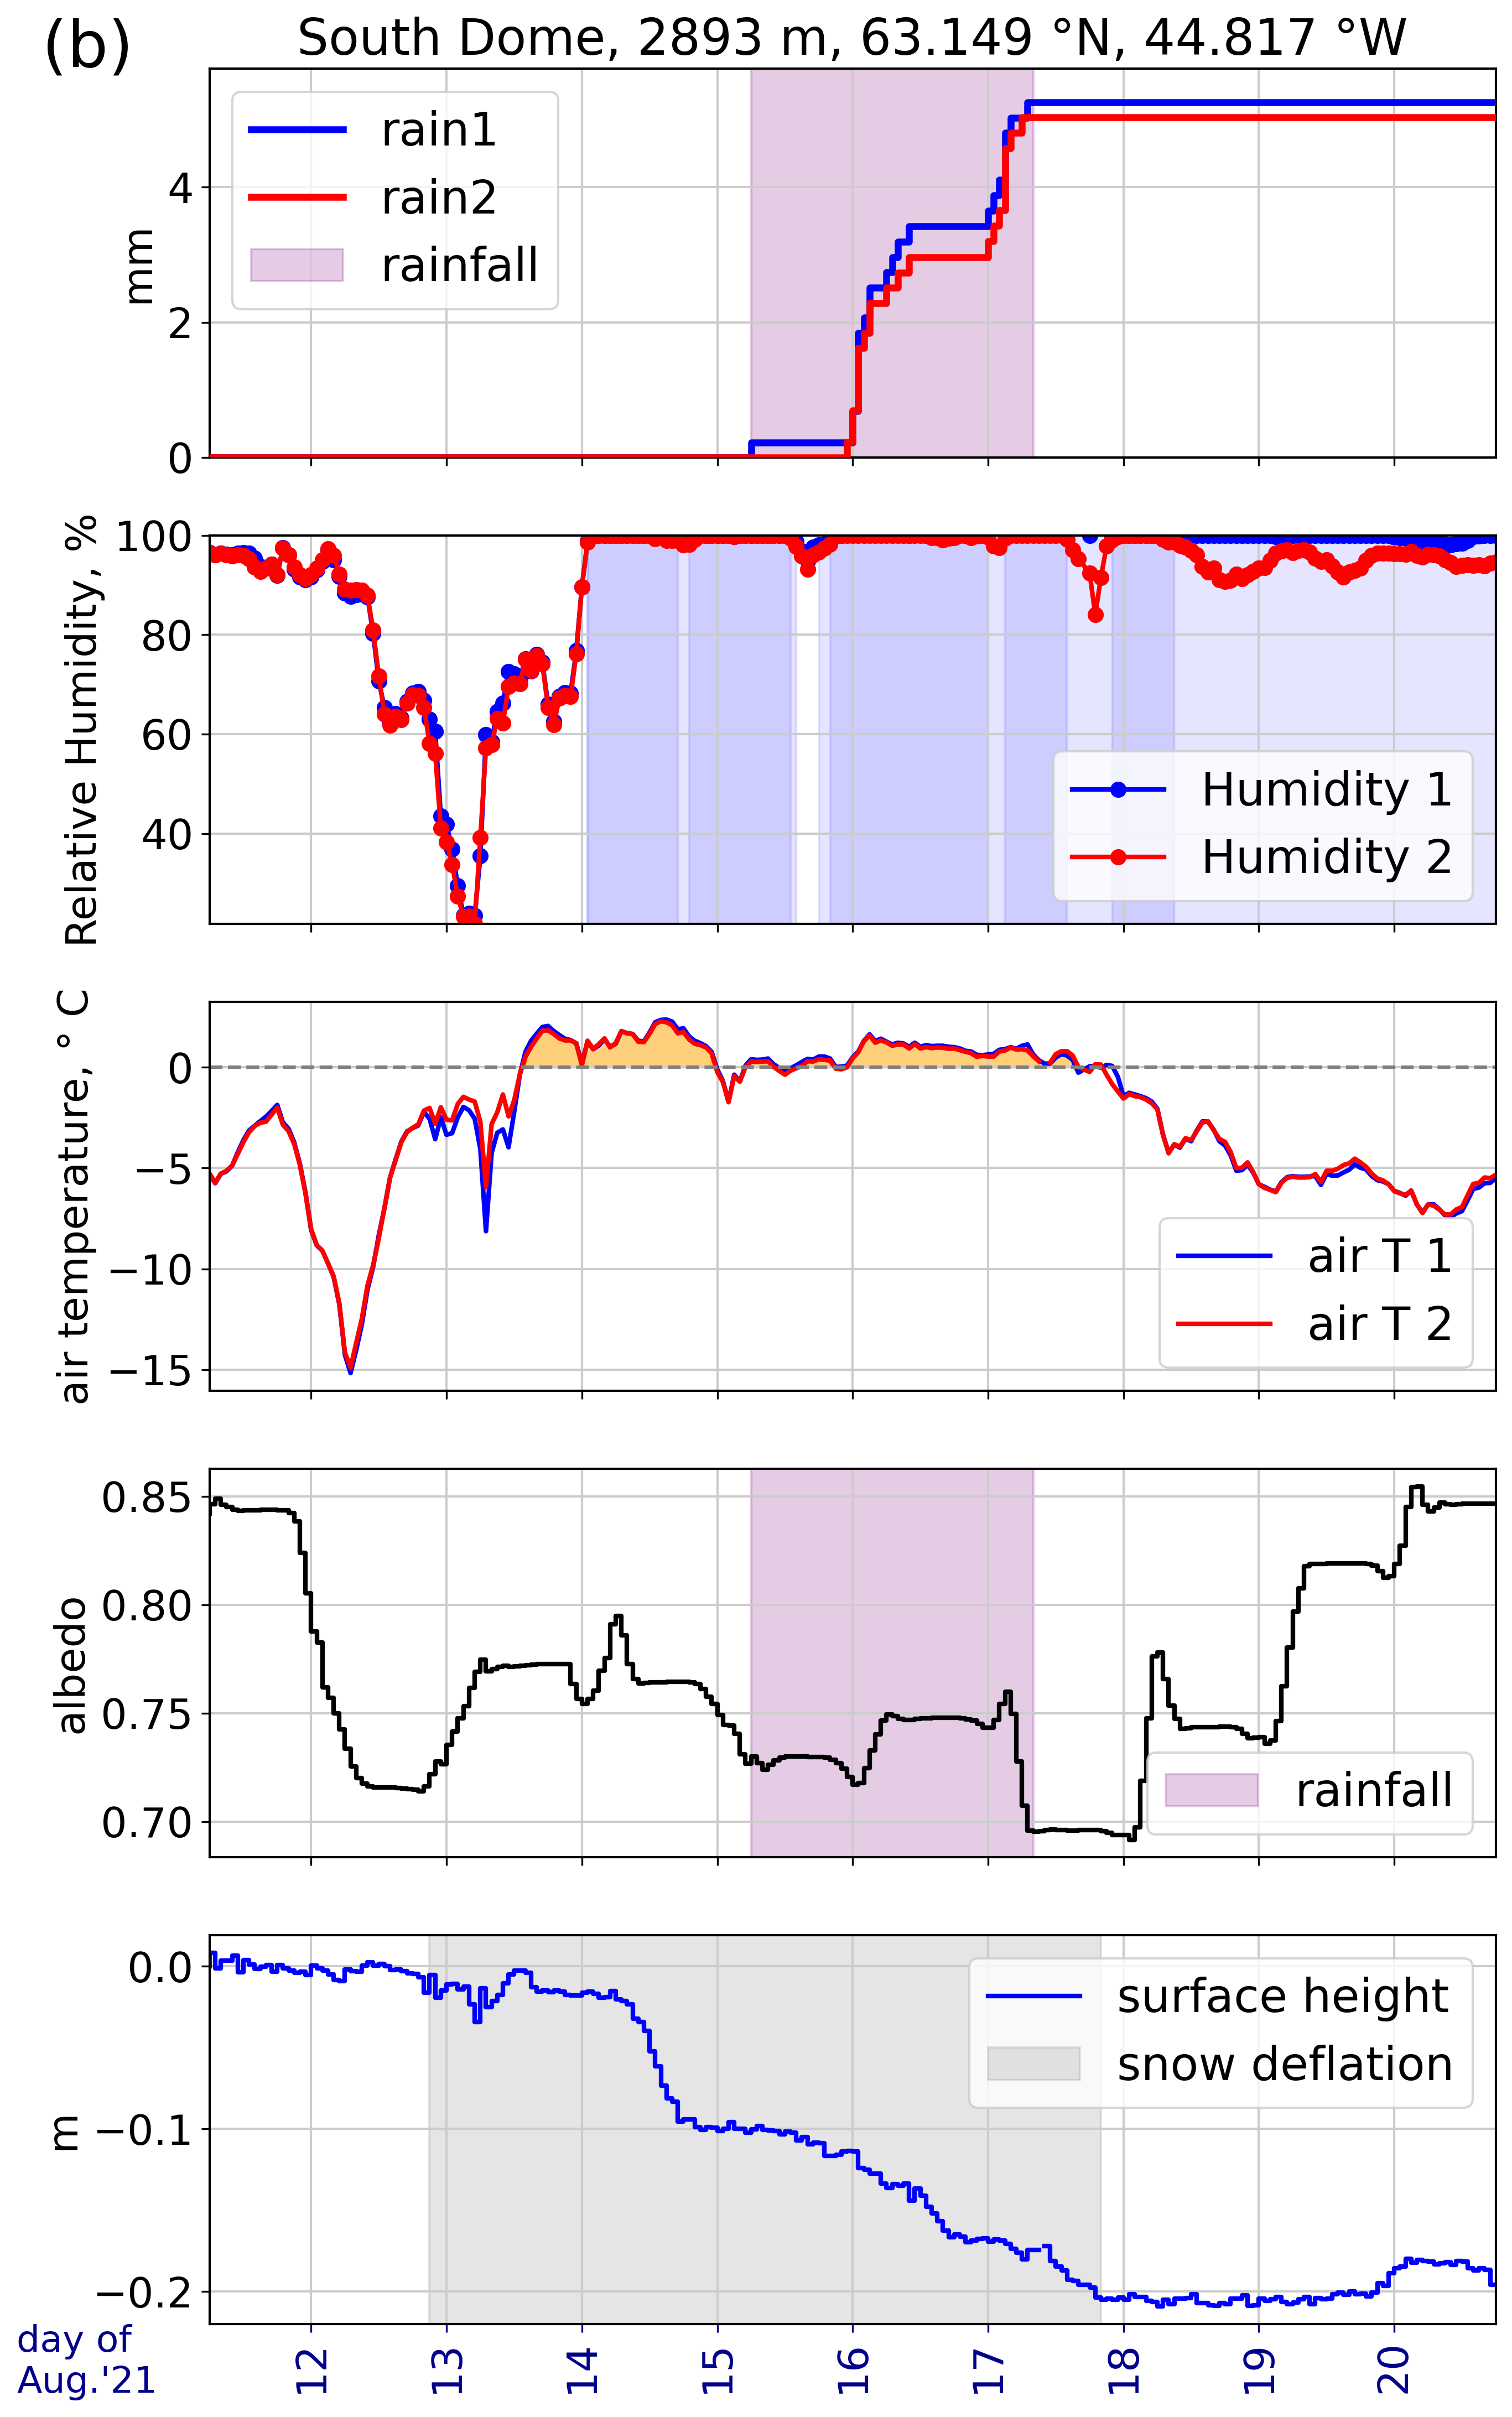 (b)
South Dome, 2893 m, 63.149 °N, 44.817 °W
rain1
rain2
rainfall
mm
4
2
0
Relative Humidity, %
100
80
60
40
Humidity 1
Humidity 2
air temperature, ° C
0
−5
−10
−15
air T 1
air T 2
albedo
0.85
0.80
0.75
0.70
rainfall
m
0.0
−0.1
−0.2
surface height
snow deflation
day of
Aug.'21
12
13
14
15
16
17
18
19
20